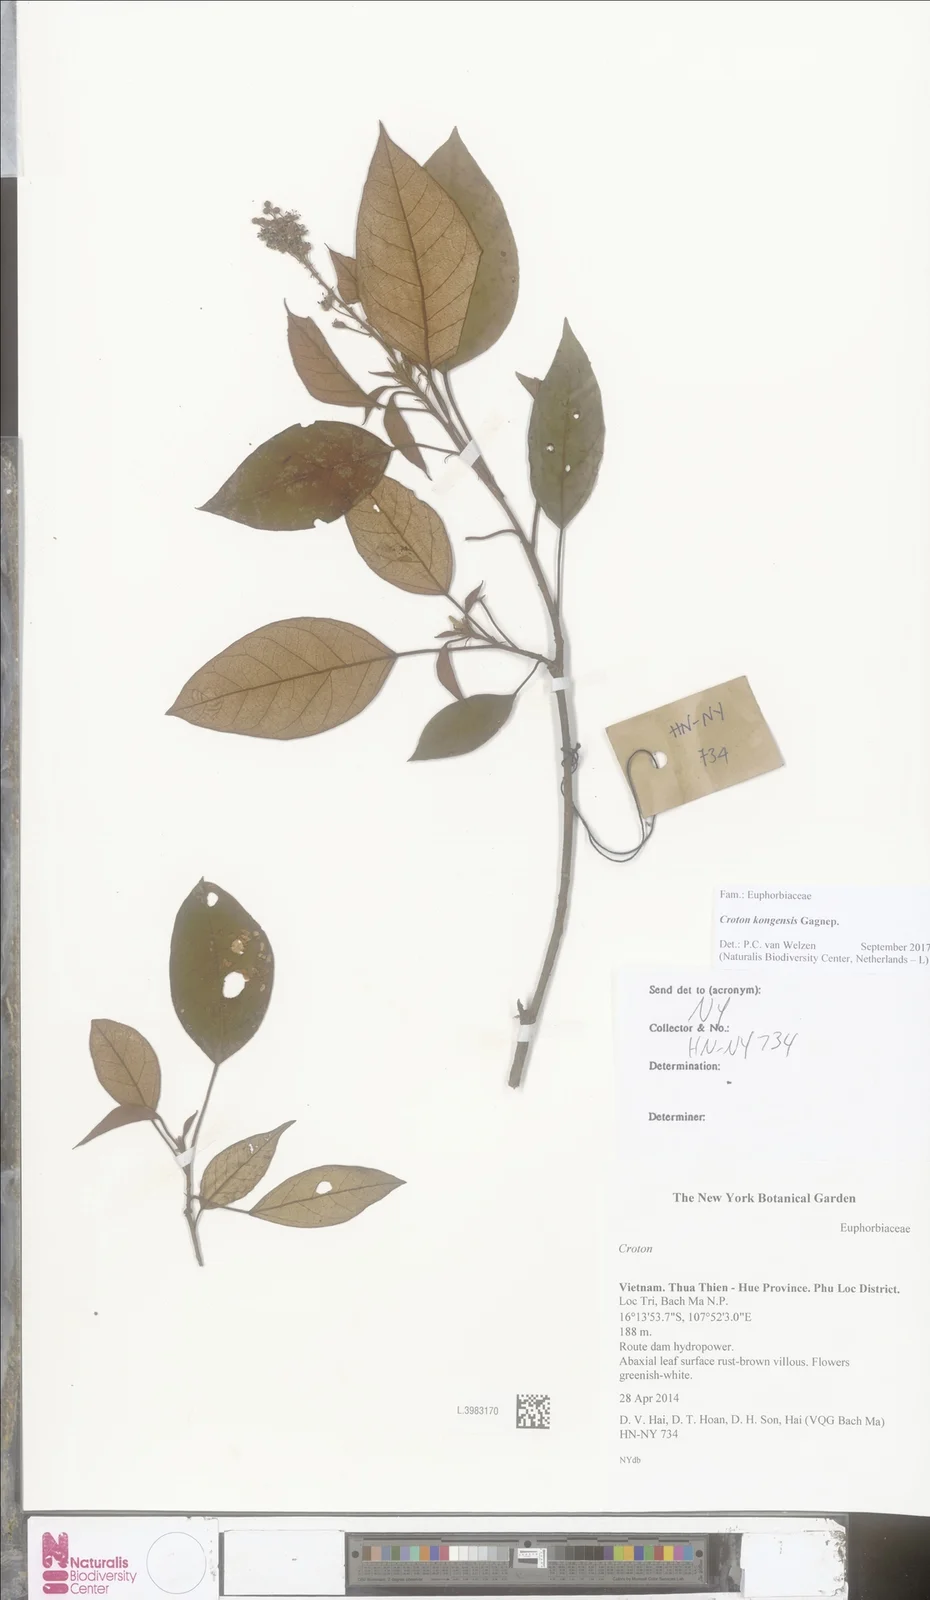 HN-NY
734
Fam.: Euphorbiaceae
Croton kongensis Gagnep.
Det.: P.C. van Welzen September 2017
(Naturalis Biodiversity Center, Netherlands – L)
Send det to (acronym):
NY
Collector & No.:
HN-NY 734
Determination:
-
Determiner:
The New York Botanical Garden
Euphorbiaceae
Croton
Vietnam. Thua Thien - Hue Province. Phu Loc District.
Loc Tri, Bach Ma N.P.
16°13'53.7"S, 107°52'3.0"E
188 m.
Route dam hydropower.
Abaxial leaf surface rust-brown villous. Flowers
greenish-white.
28 Apr 2014
D. V. Hai, D. T. Hoan, D. H. Son, Hai (VQG Bach Ma)
HN-NY 734
NYdb
L.3983170
Naturalis
Biodiversity
Center